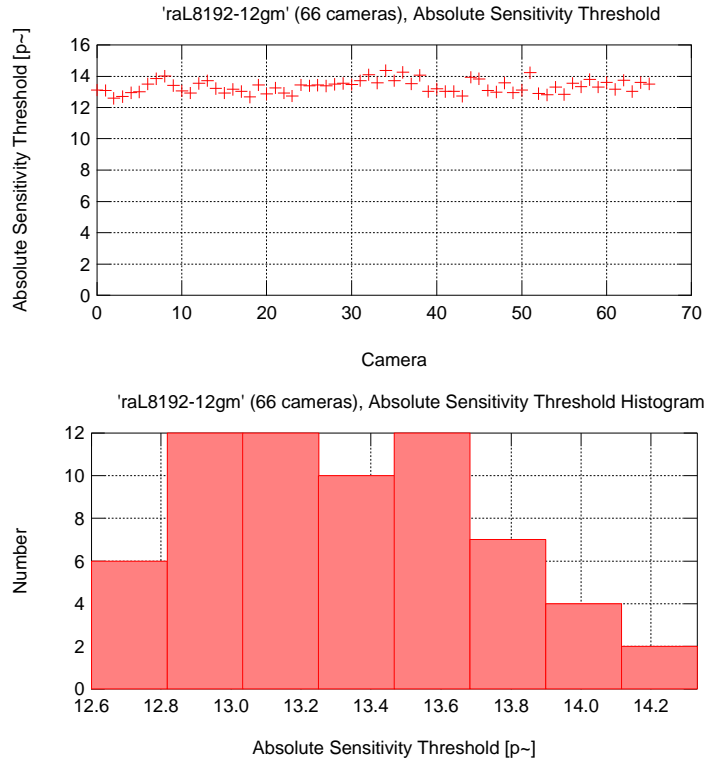 'raL8192-12gm' (66 cameras), Absolute Sensitivity Threshold
Absolute Sensitivity Threshold [p~]
16
14
12
10
8
6
4
2
0
0 10 20 30 40 50 60 70
Camera
'raL8192-12gm' (66 cameras), Absolute Sensitivity Threshold Histogram
Number
12
10
8
6
4
2
0
12.6 12.8 13.0 13.2 13.4 13.6 13.8 14.0 14.2
Absolute Sensitivity Threshold [p~]